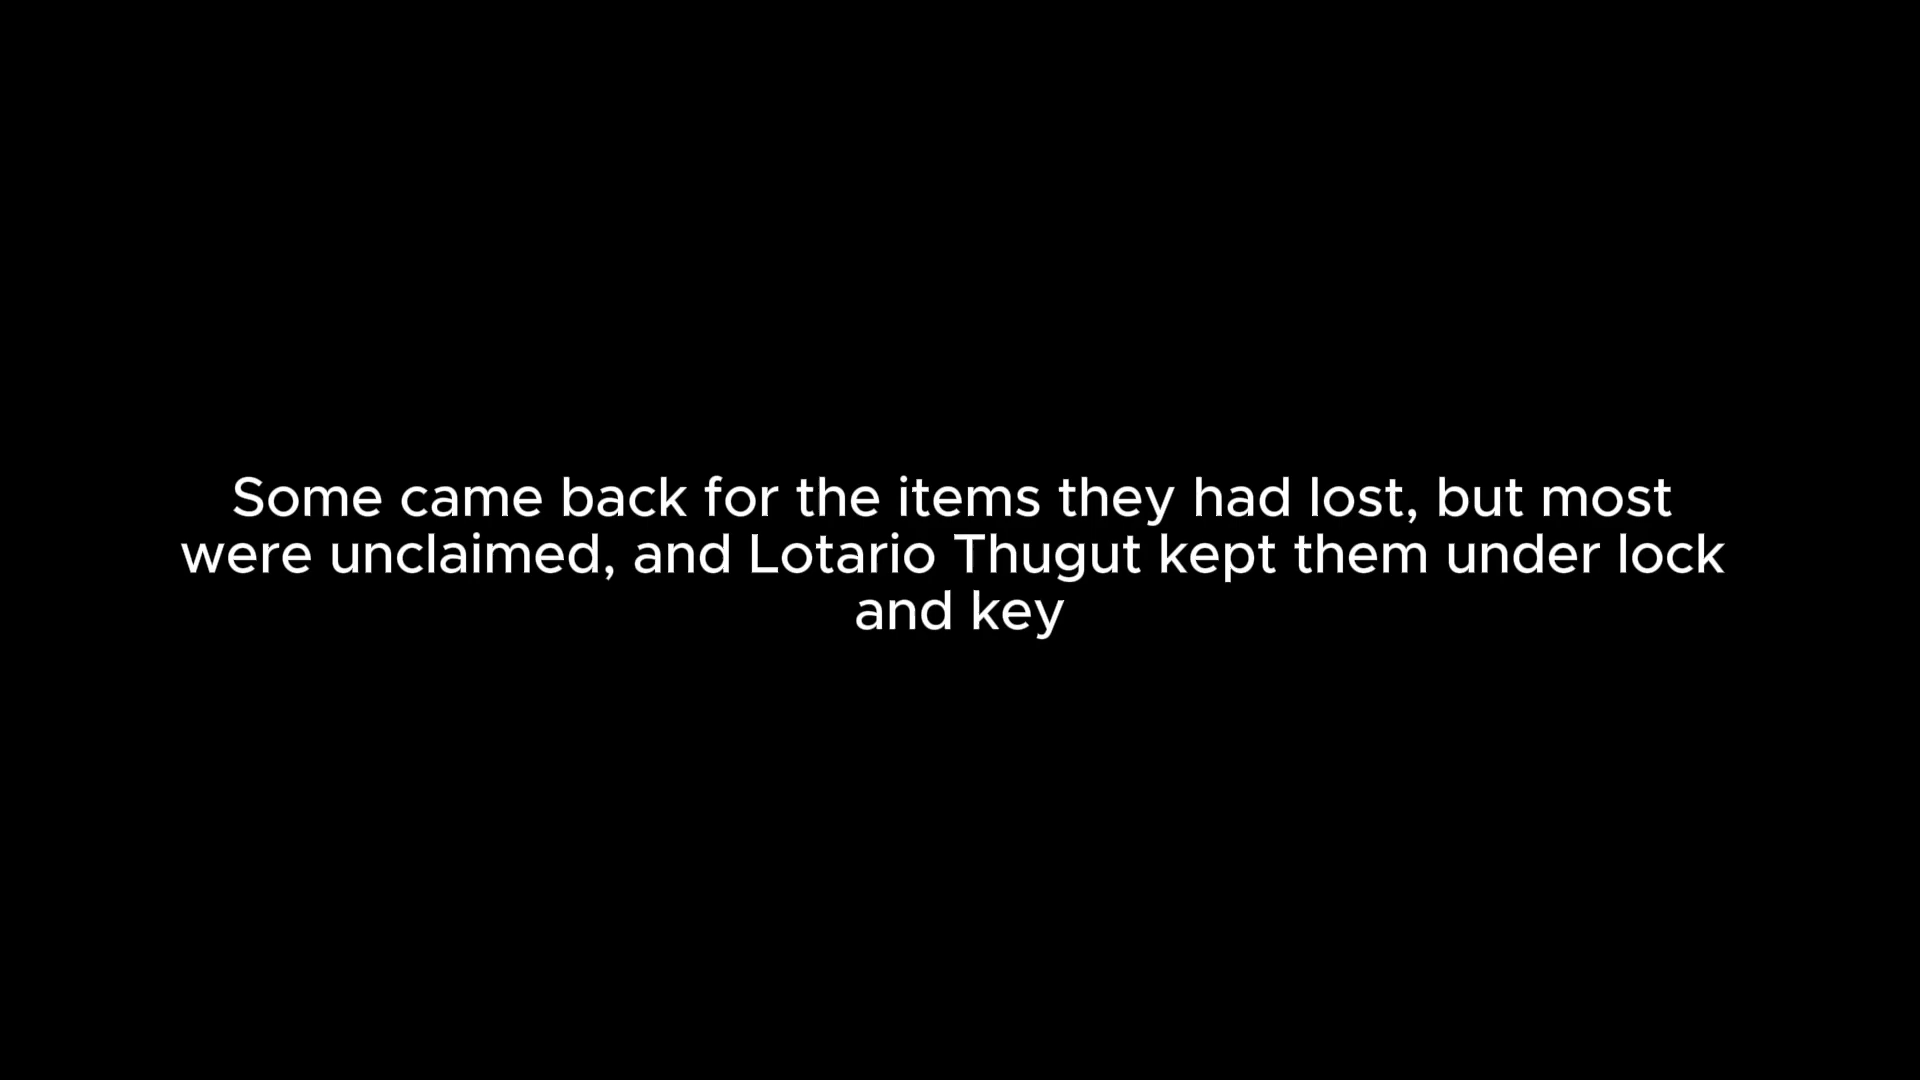 Some came back for the items they had lost, but most
were unclaimed, and Lotario Thugut kept them under lock
and key